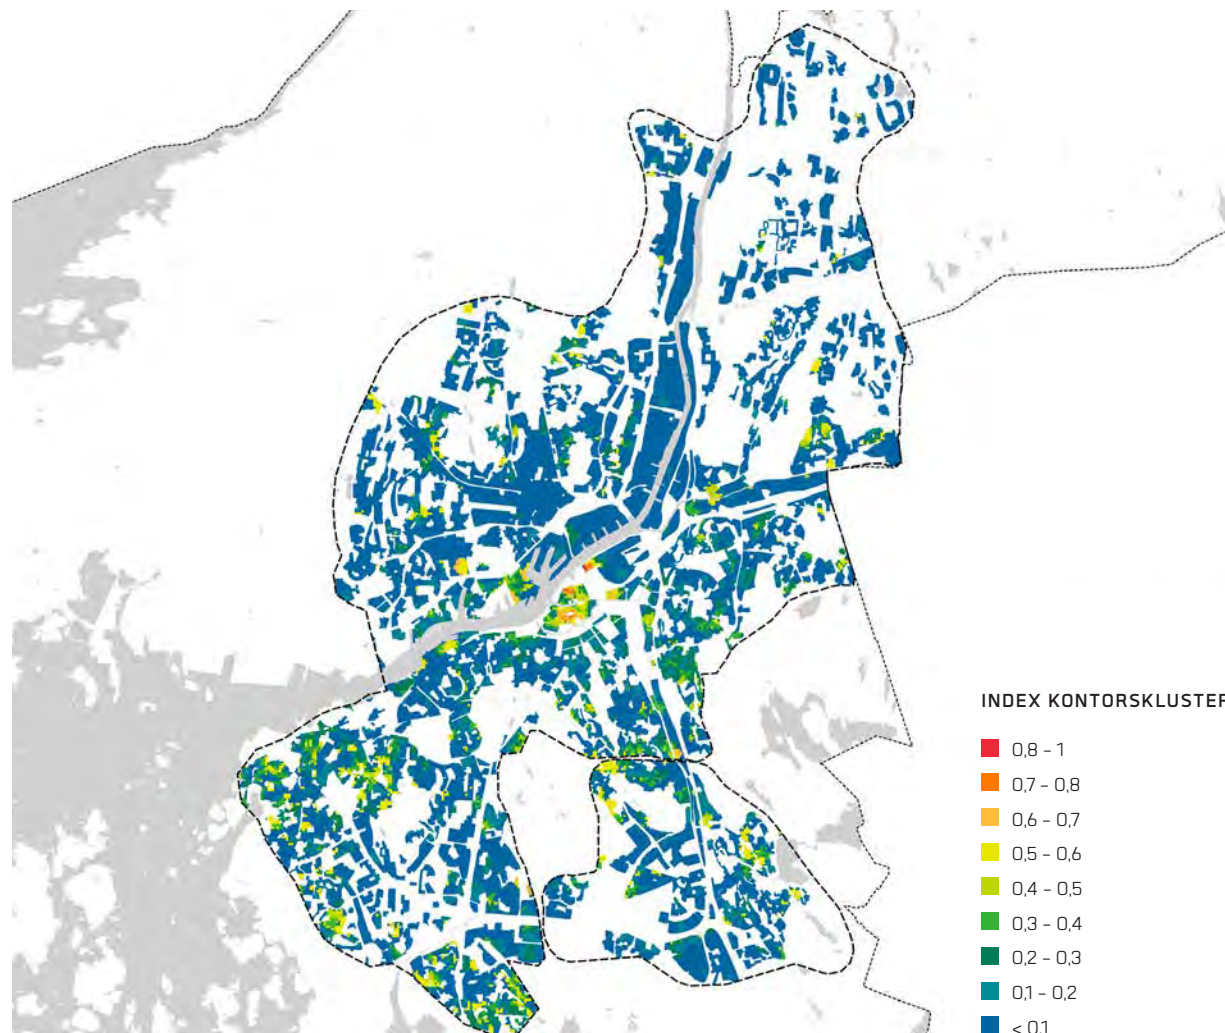 INDEX KONTORSKLUSTER
0,8 – 1
0,7 – 0,8
0,6 – 0,7
0,5 – 0,6
0,4 – 0,5
0,3 – 0,4
0,2 – 0,3
0,1 – 0,2
< 0,1